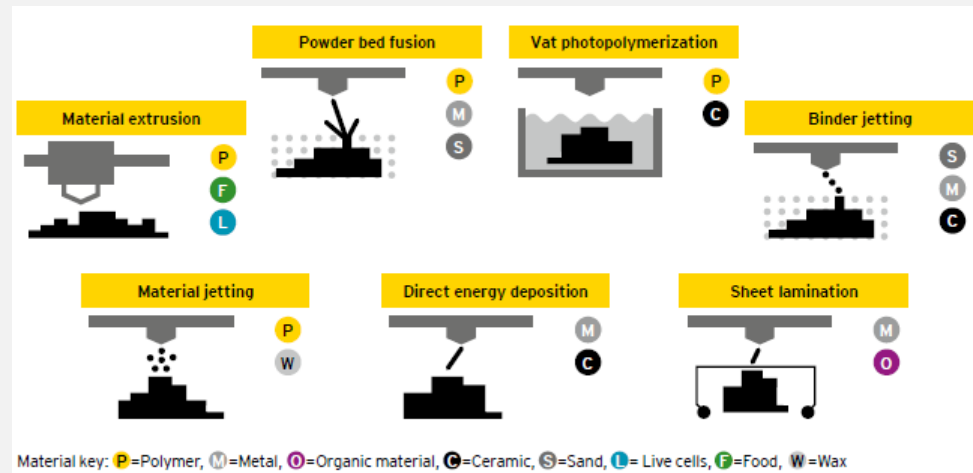 Powder bed fusion
P
M
S
Vat photopolymerization
P
C
Material extrusion
P
F
L
Binder jetting
S
M
C
Material jetting
P
W
Direct energy deposition
M
C
Sheet lamination
M
O
Material key: P=Polymer, M=Metal, O=Organic material, C=Ceramic, S=Sand, L= Live cells, F=Food, W=Wax